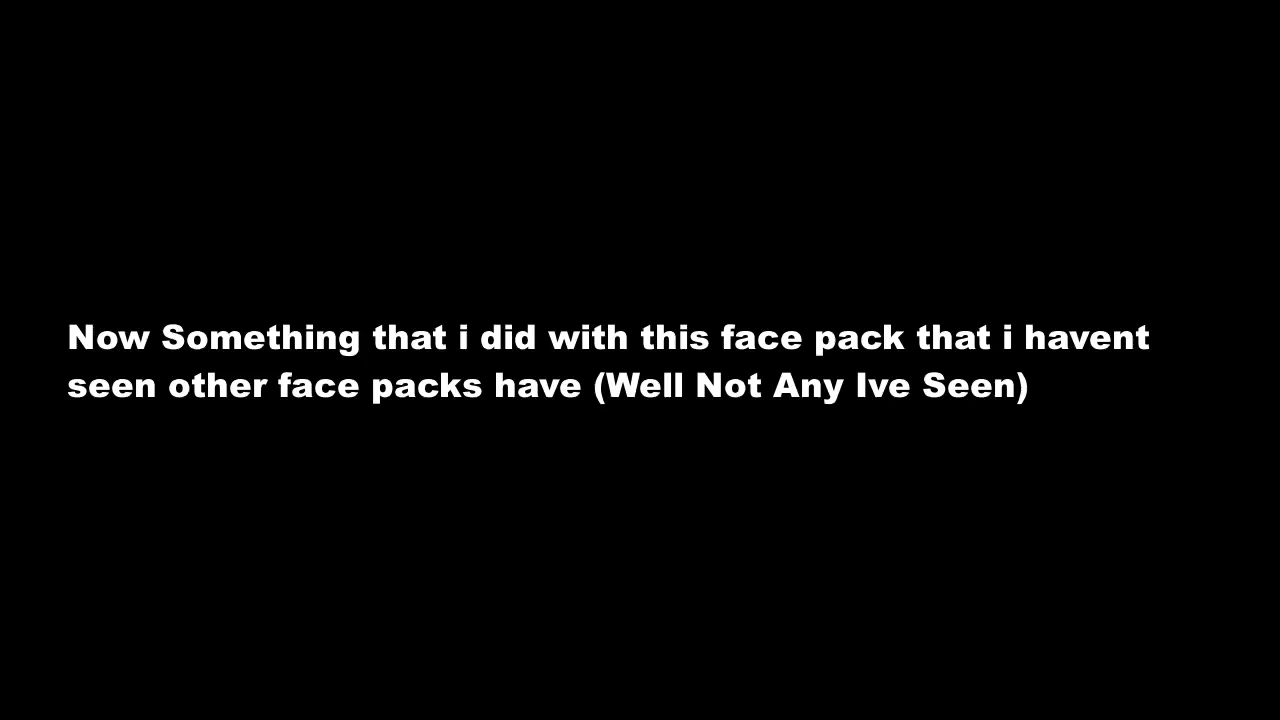 Now Something that i did with this face pack that i havent
seen other face packs have (Well Not Any Ive Seen)